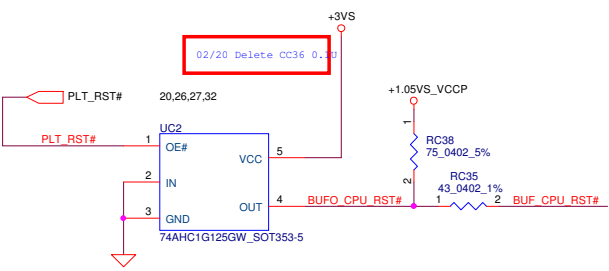 +3VS
02/20 Delete CC36 0.1U
+1.05VS_VCCP
PLT_RST#
20,26,27,32
UC2
PLT_RST#
1
OE#
VCC
5
1
RC38
75_0402_5%
2
2
IN
RC35
43_0402_1%
3
GND
OUT
4
BUFO_CPU_RST#
1
2
BUF_CPU_RST#
74AHC1G125GW_SOT353-5